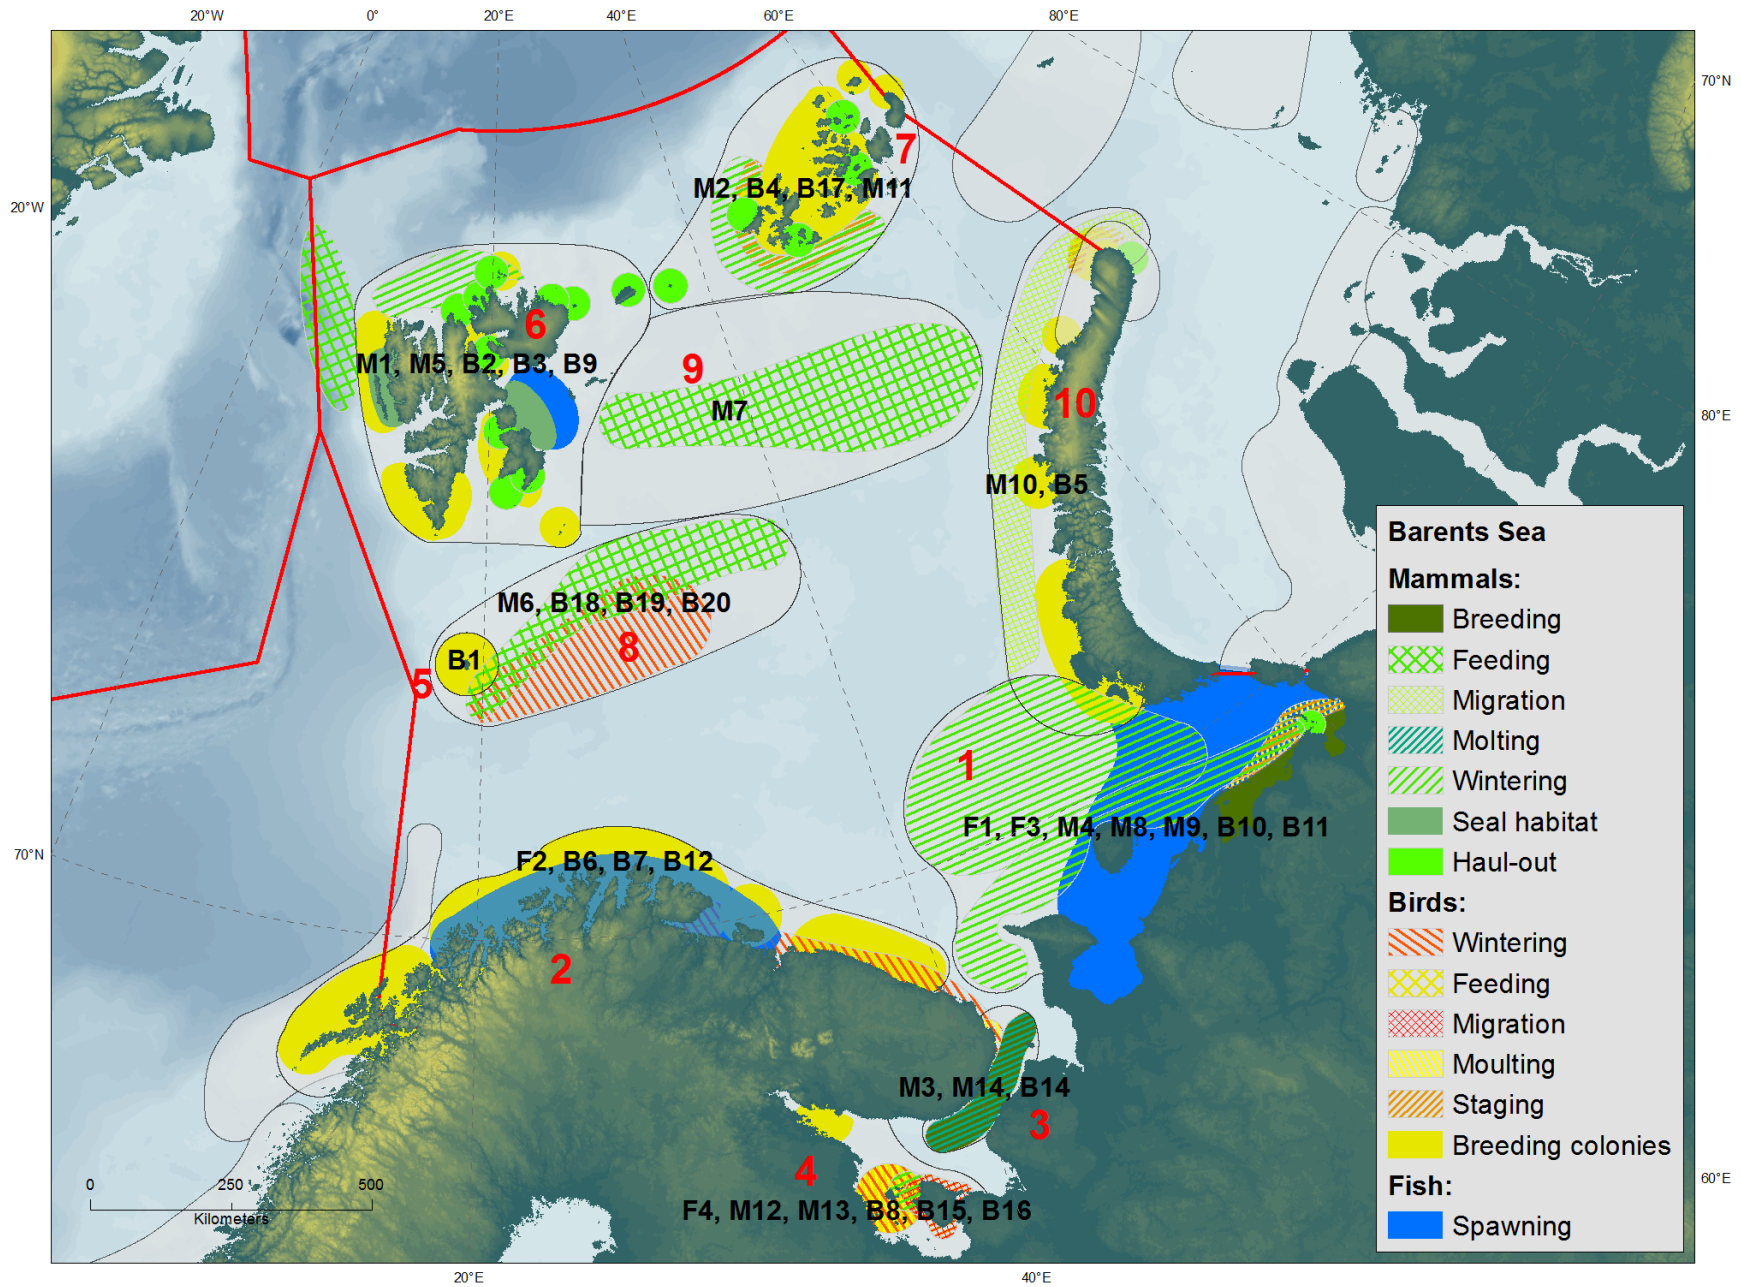 20°W 0° 20°E 40°E 60°E 80°E
70°N
7
M2, B4, B17, M11
20°W
6
M1, M5, B2, B3, B9
9
M7
10
80°E
M10, B5
M6, B18, B19, B20
8
B1
5
1
F1, F3, M4, M8, M9, B10, B11
70°N
F2, B6, B7, B12
2
M3, M14, B14
3
4
F4, M12, M13, B8, B15, B16
60°E
0 250 500
Kilometers
20°E 40°E
Barents Sea
Mammals:
Breeding
Feeding
Migration
Molting
Wintering
Seal habitat
Haul-out
Birds:
Wintering
Feeding
Migration
Moulting
Staging
Breeding colonies
Fish:
Spawning